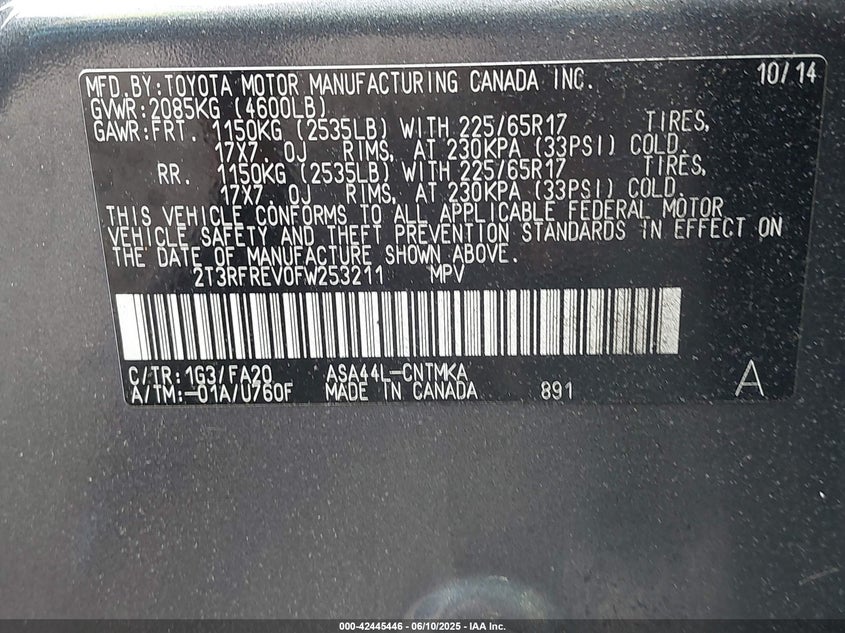 MFD.BY:TOYOTA MOTOR MANUFACTURING CANADA INC. 10/14
GVWR:2085KG (4600LB)
GAWR:FRT. 1150KG (2535LB) WITH 225/65R17 TIRES,
17X7.0J RIMS, AT 230KPA (33PSI) COLD.
RR. 1150KG (2535LB) WITH 225/65R17 TIRES,
17X7.0J RIMS, AT 230KPA (33PSI) COLD.
THIS VEHICLE CONFORMS TO ALL APPLICABLE FEDERAL MOTOR
VEHICLE SAFETY AND THEFT PREVENTION STANDARDS IN EFFECT ON
THE DATE OF MANUFACTURE SHOWN ABOVE.
2T3RFREV0FW253211 MPV
C/TR:1G3/FA20 ASA44L-CNTMKA
A/TM:-01A/U760F MADE IN CANADA 891 A
000-42445446 - 06/10/2025 - IAA Inc.